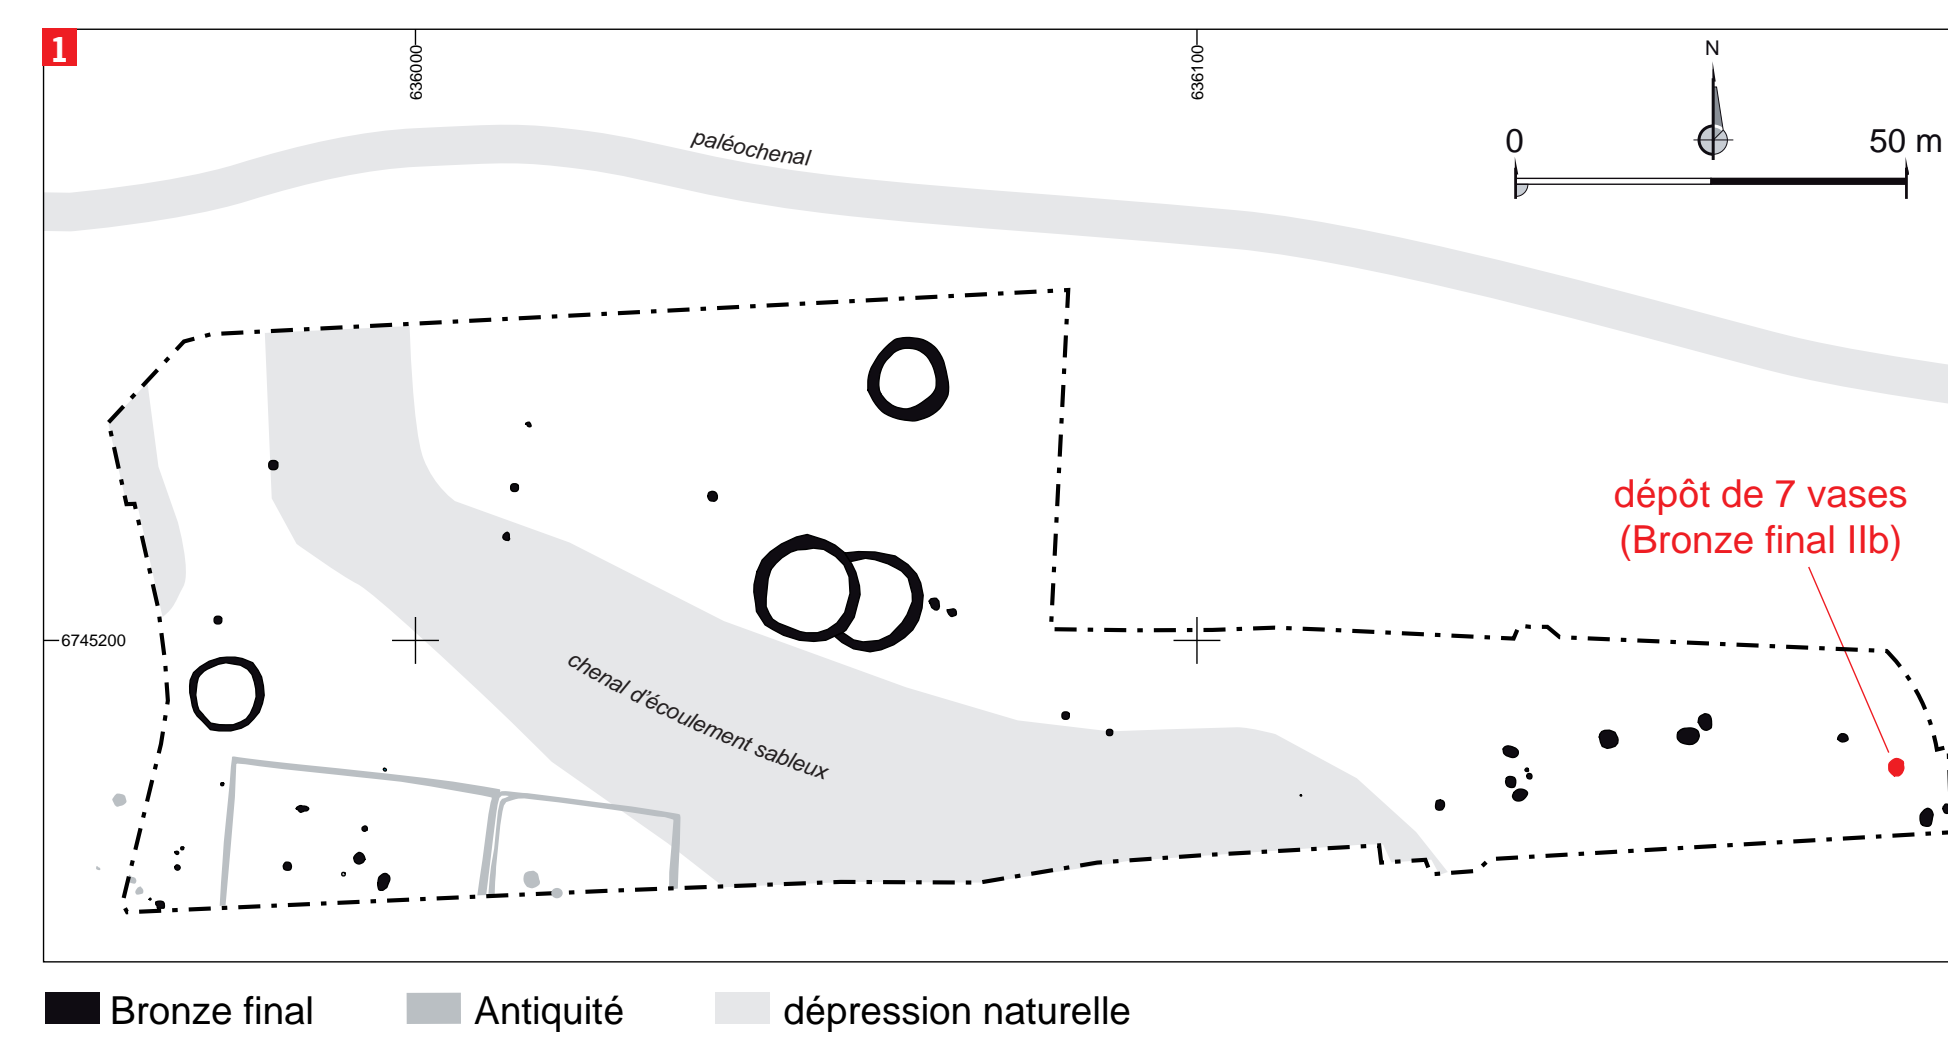 1
636000
636100
N
0
50 m
paléochenal
dépôt de 7 vases
(Bronze final IIb)
6745200
chenal d’écoulement sableux
Bronze final
Antiquité
dépression naturelle